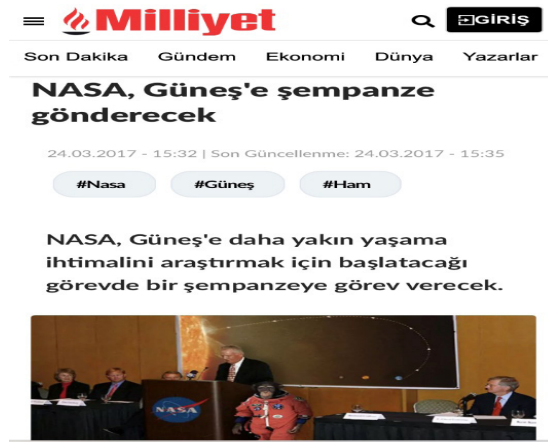 Milliyet
GİRİŞ
Son Dakika Gündem Ekonomi Dünya Yazarlar
NASA, Güneş'e şempanze
gönderecek
24.03.2017 - 15:32 | Son Güncellenme: 24.03.2017 - 15:35
#Nasa #Güneş #Ham
NASA, Güneş'e daha yakın yaşama
ihtimalini araştırmak için başlatacağı
görevde bir şempanzeye görev verecek.
NASA